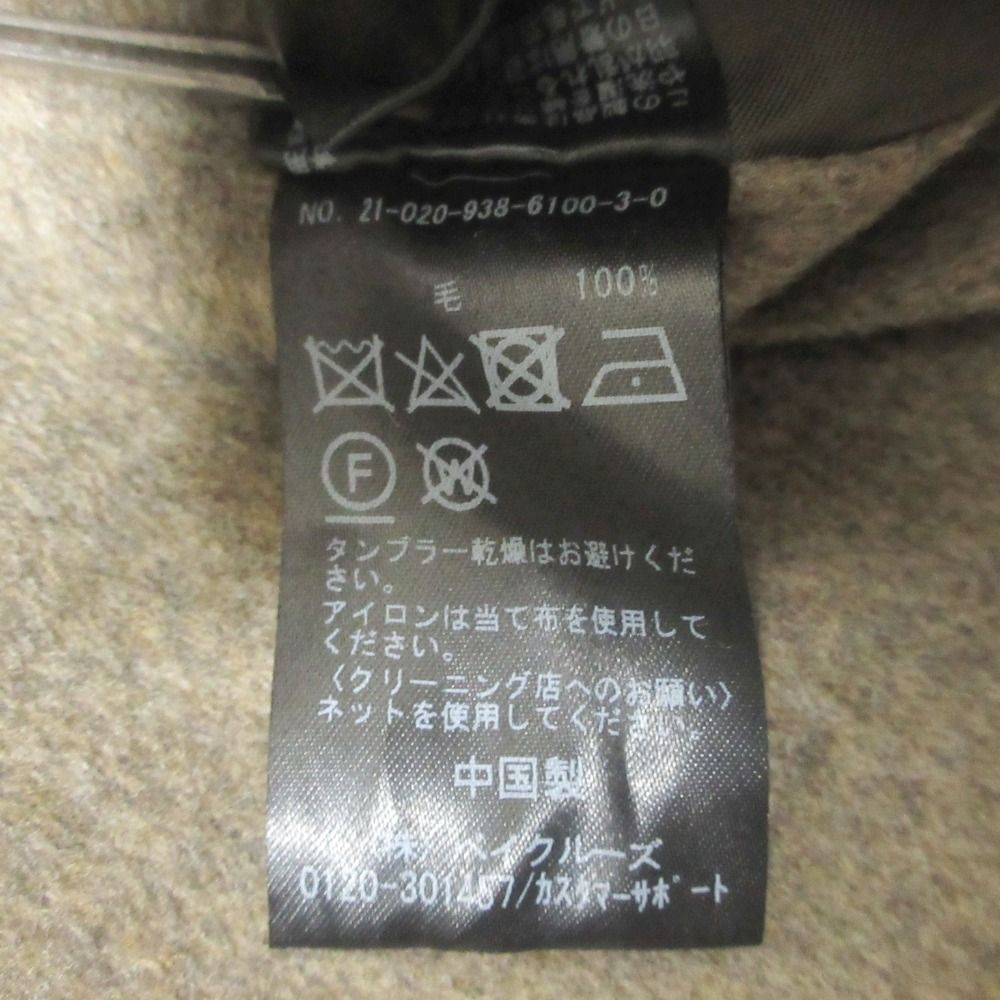 NO. 21-020-938-6100-3-0
毛 100%
F W
タンブラー乾燥はお避けくだ
さい。
アイロンは当て布を使用して
ください。
〈クリーニング店へのお願い〉
ネットを使用してください。
中国製
株) ベイクルーズ
0120-301457/カスタマーサポート